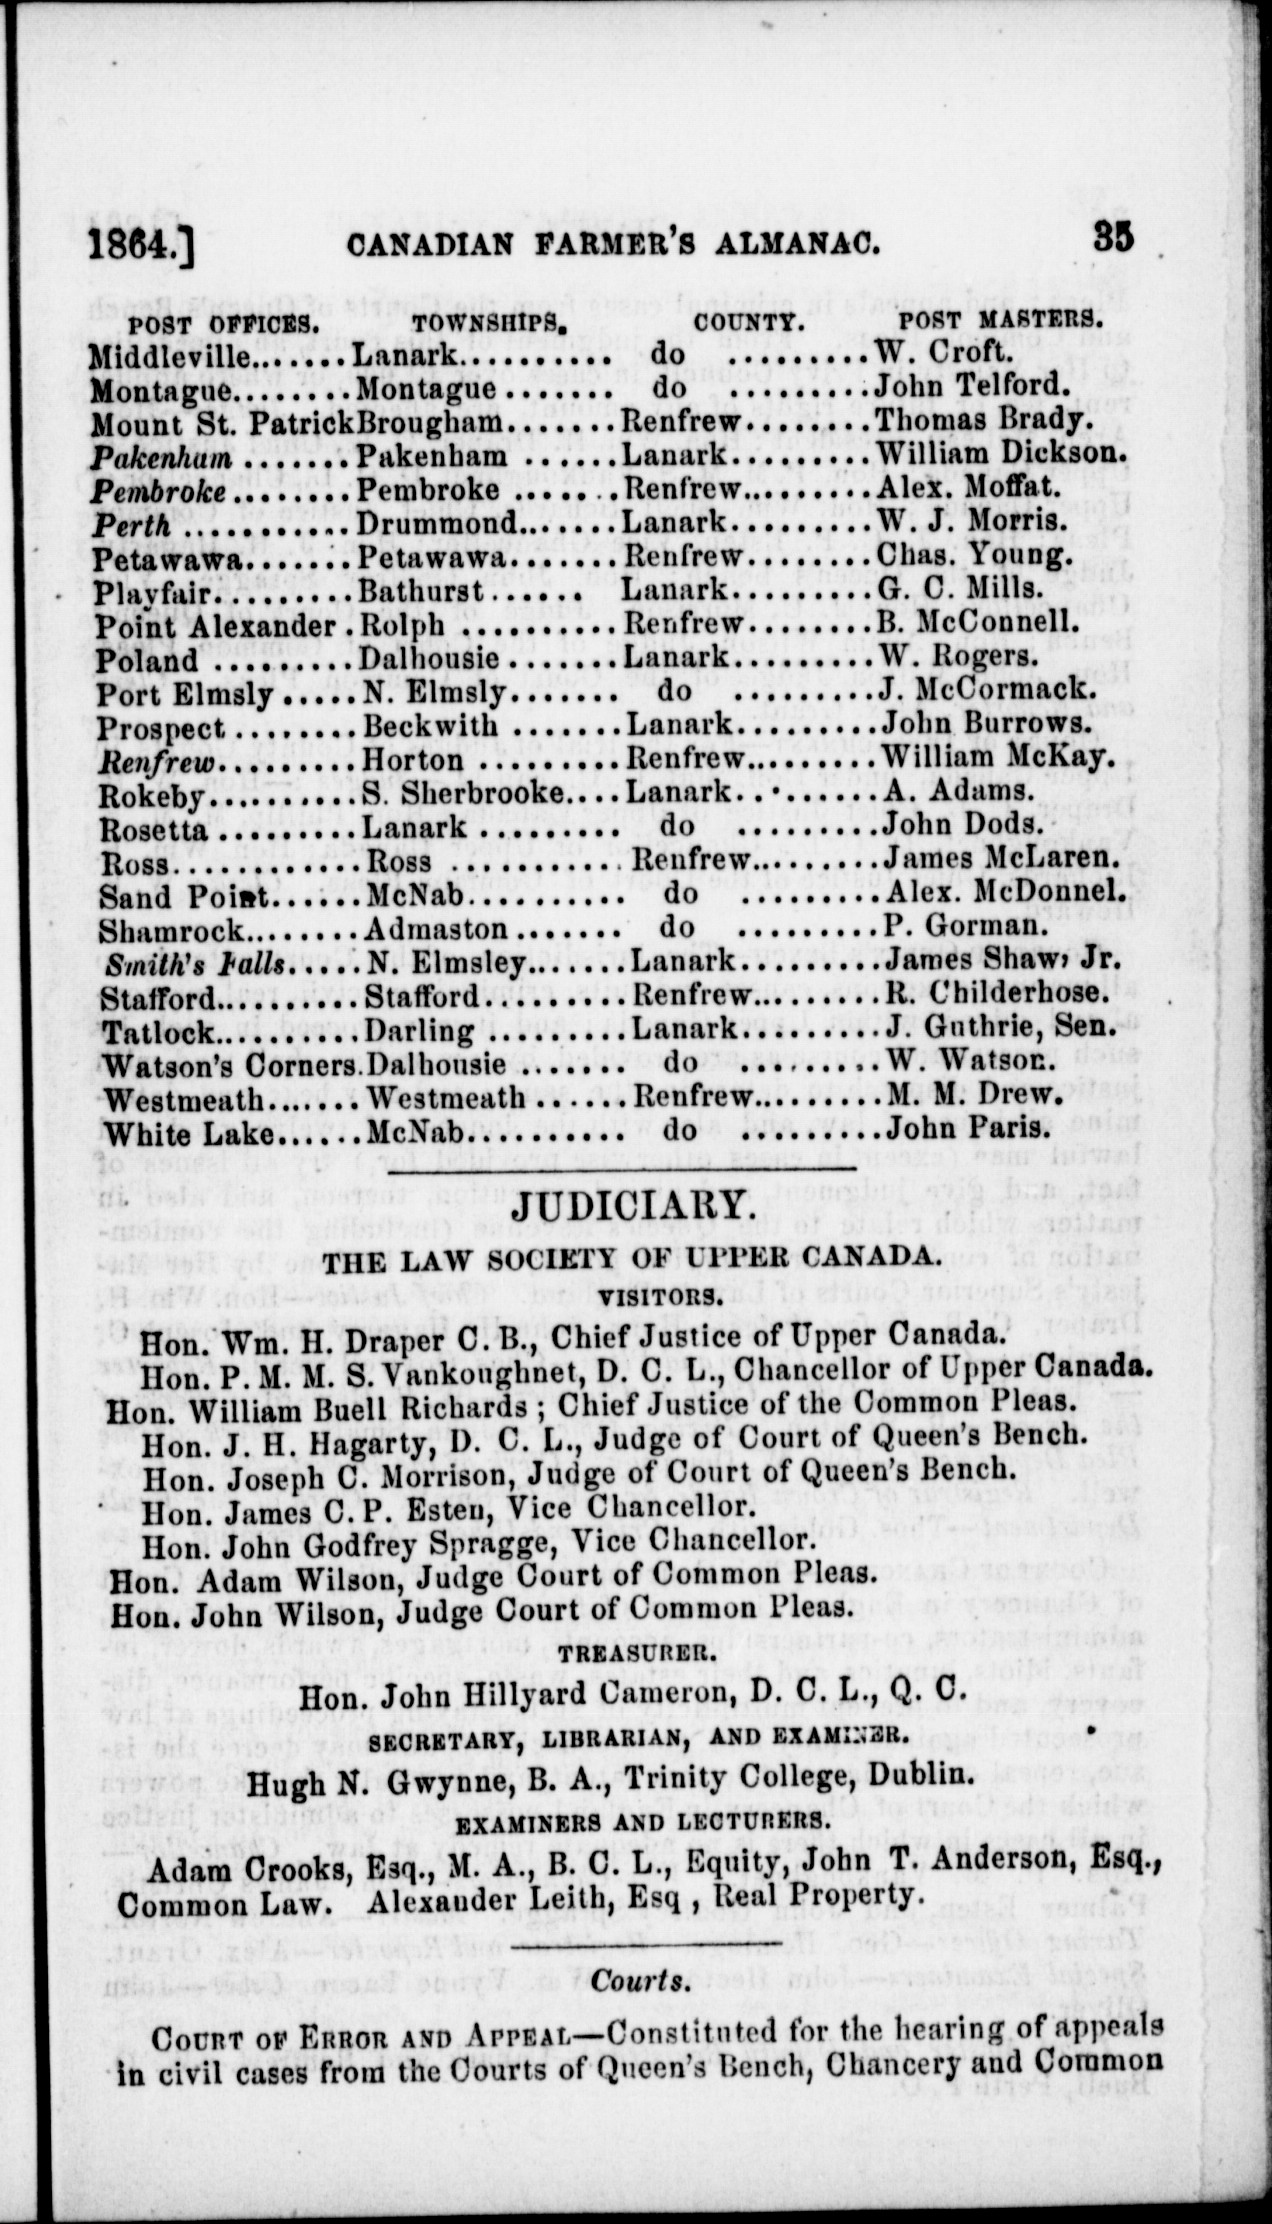 1864.] CANADIAN FARMER'S ALMANAC. 35
POST OFFICES. TOWNSHIPS. COUNTY. POST MASTERS.
Middleville.......Lanark........... do ..........W. Croft.
Montague........Montague ....... do ..........John Telford.
Mount St. PatrickBrougham.......Renfrew.........Thomas Brady.
Pakenham .......Pakenham ......Lanark..........William Dickson.
Pembroke........Pembroke .......Renfrew.........Alex. Moffat.
Perth ...........Drummond.......Lanark..........W. J. Morris.
Petawawa.......Petawawa.......Renfrew.........Chas. Young.
Playfair..........Bathurst...... Lanark..........G. C. Mills.
Point Alexander.Rolph ..........Renfrew.........B. McConnell.
Poland ..........Dalhousie.......Lanark..........W. Rogers.
Port Elmsly.....N. Elmsly....... do ..........J. McCormack.
Prospect........Beckwith .......Lanark..........John Burrows.
Renfrew.........Horton .........Renfrew.........William McKay.
Rokeby..........S. Sherbrooke....Lanark..........A. Adams.
Rosetta .........Lanark ......... do ..........John Dods.
Ross............Ross ...........Renfrew.........James McLaren.
Sand Point......McNab........... do ..........Alex. McDonnel.
Shamrock........Admaston....... do ..........P. Gorman.
Smith's Falls.....N. Elmsley.......Lanark..........James Shaw, Jr.
Stafford..........Stafford..........Renfrew.........R. Childerhose.
Tatlock..........Darling .........Lanark..........J. Guthrie, Sen.
Watson's Corners.Dalhousie ....... do ..........W. Watson.
Westmeath.......Westmeath ......Renfrew.........M. M. Drew.
White Lake......McNab........... do ..........John Paris.
JUDICIARY.
THE LAW SOCIETY OF UPPER CANADA.
VISITORS.
Hon. Wm. H. Draper C. B., Chief Justice of Upper Canada.
Hon. P. M. M. S. Vankoughnet, D. C. L., Chancellor of Upper Canada.
Hon. William Buell Richards ; Chief Justice of the Common Pleas.
Hon. J. H. Hagarty, D. C. L., Judge of Court of Queen's Bench.
Hon. Joseph C. Morrison, Judge of Court of Queen's Bench.
Hon. James C. P. Esten, Vice Chancellor.
Hon. John Godfrey Spragge, Vice Chancellor.
Hon. Adam Wilson, Judge Court of Common Pleas.
Hon. John Wilson, Judge Court of Common Pleas.
TREASURER.
Hon. John Hillyard Cameron, D. C. L., Q. C.
SECRETARY, LIBRARIAN, AND EXAMINER.
Hugh N. Gwynne, B. A., Trinity College, Dublin.
EXAMINERS AND LECTURERS.
Adam Crooks, Esq., M. A., B. C. L., Equity, John T. Anderson, Esq.,
Common Law. Alexander Leith, Esq , Real Property.
Courts.
COURT OF ERROR AND APPEAL—Constituted for the hearing of appeals
in civil cases from the Courts of Queen's Bench, Chancery and Common